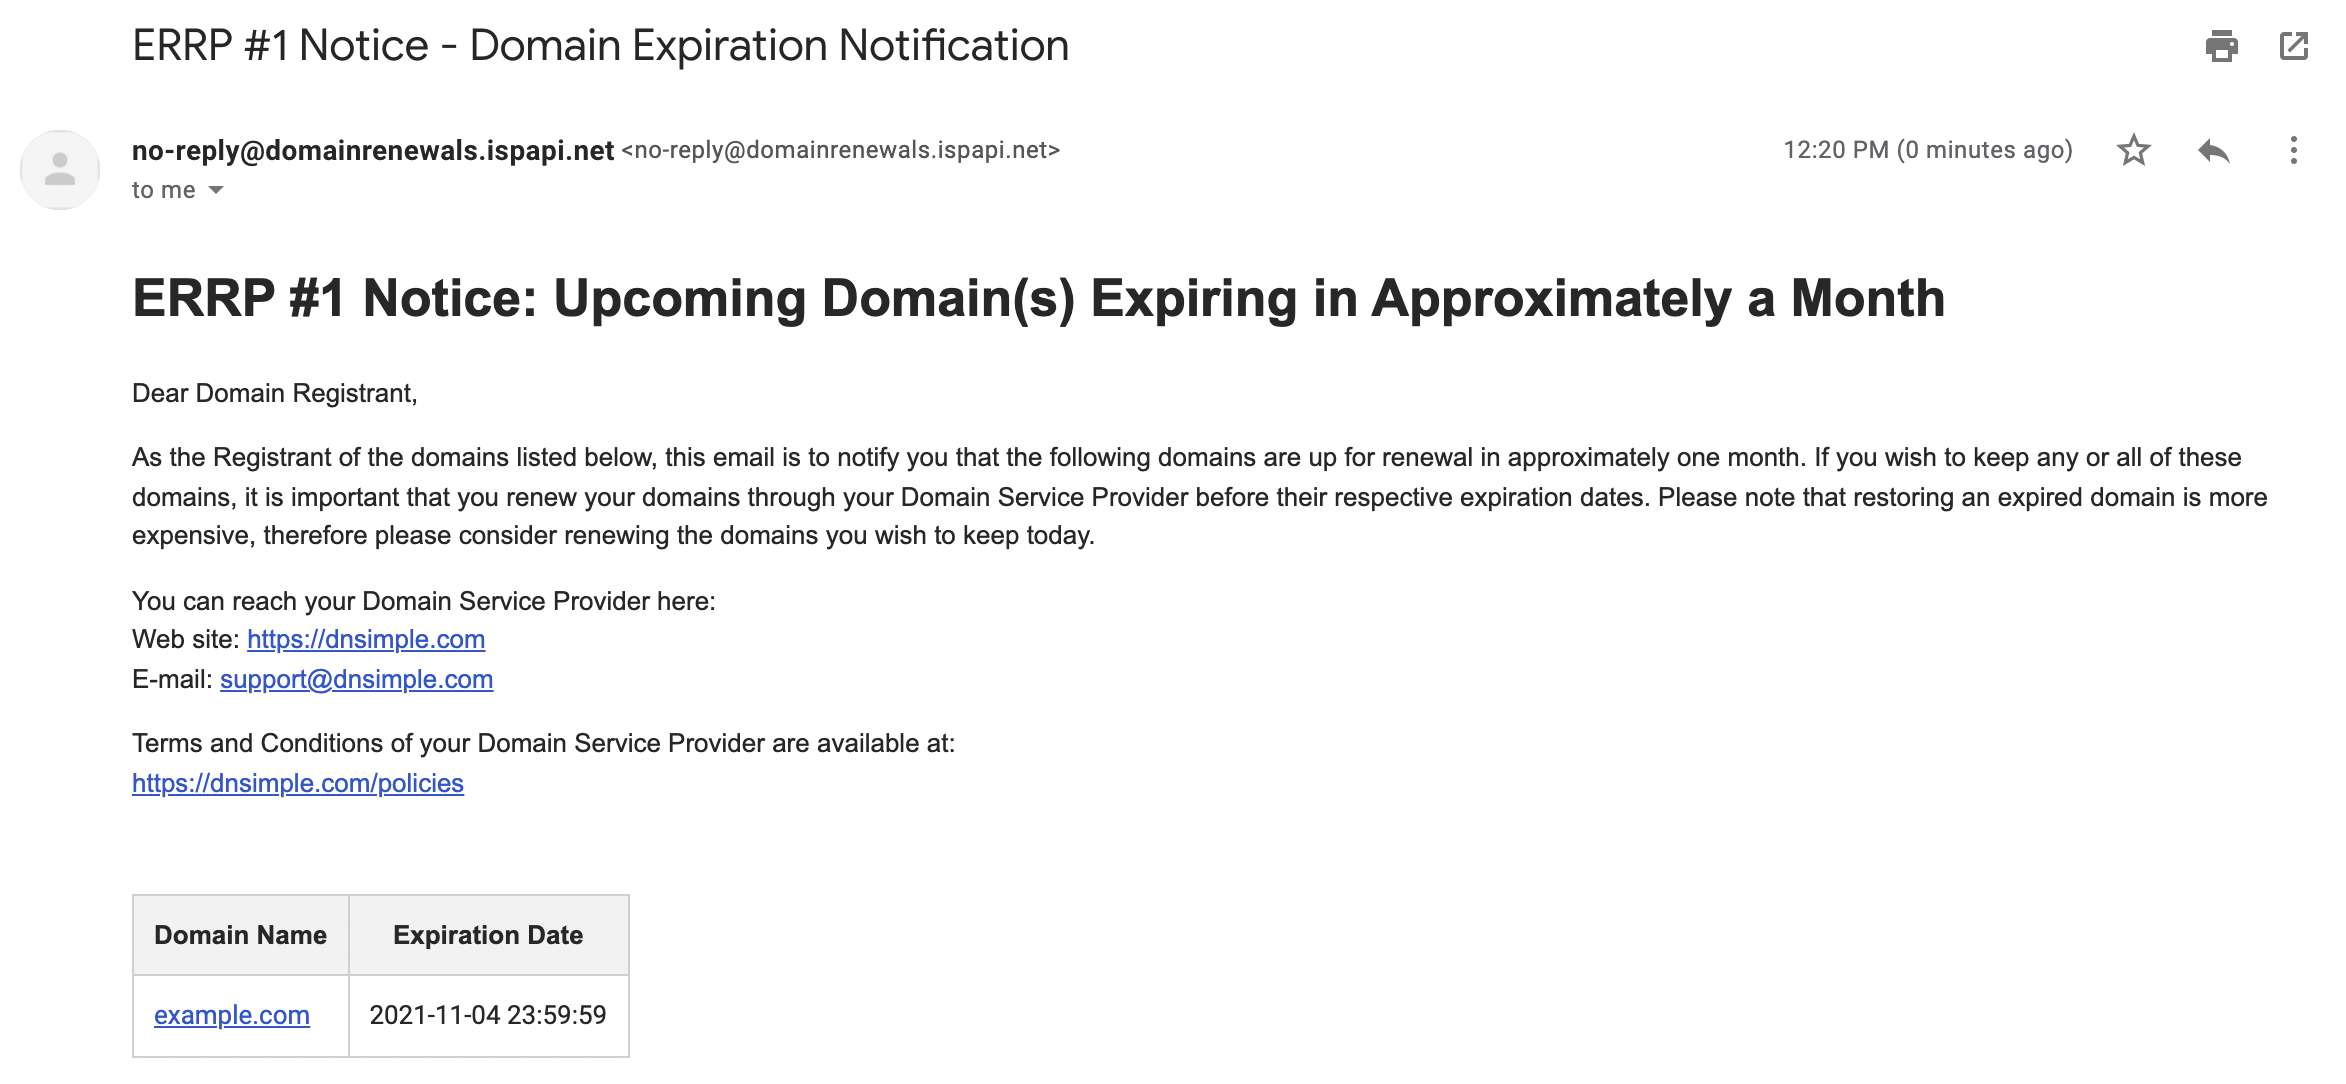 ERRP #1 Notice - Domain Expiration Notification
no-reply@domainrenewals.ispapi.net <no-reply@domainrenewals.ispapi.net>
12:20 PM (0 minutes ago)
to me
ERRP #1 Notice: Upcoming Domain(s) Expiring in Approximately a Month
Dear Domain Registrant,
As the Registrant of the domains listed below, this email is to notify you that the following domains are up for renewal in approximately one month. If you wish to keep any or all of these
domains, it is important that you renew your domains through your Domain Service Provider before their respective expiration dates. Please note that restoring an expired domain is more
expensive, therefore please consider renewing the domains you wish to keep today.
You can reach your Domain Service Provider here:
Web site: https://dnsimple.com
E-mail: support@dnsimple.com
Terms and Conditions of your Domain Service Provider are available at:
https://dnsimple.com/policies
Domain Name Expiration Date
example.com 2021-11-04 23:59:59